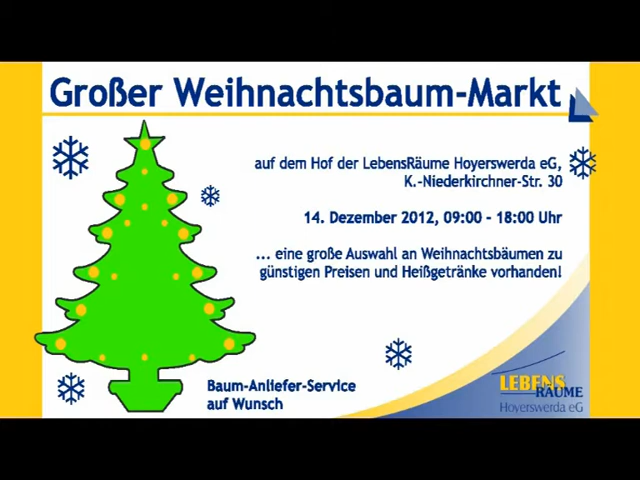 Großer Weihnachtsbaum-Markt
auf dem Hof der LebensRäume Hoyerswerda eG,
K.-Niederkirchner-Str. 30
14. Dezember 2012, 09:00 - 18:00 Uhr
... eine große Auswahl an Weihnachtsbäumen zu
günstigen Preisen und Heißgetränke vorhanden!
Baum-Anliefer-Service
auf Wunsch
LEBENS
RÄUME
Hoyerswerda eG